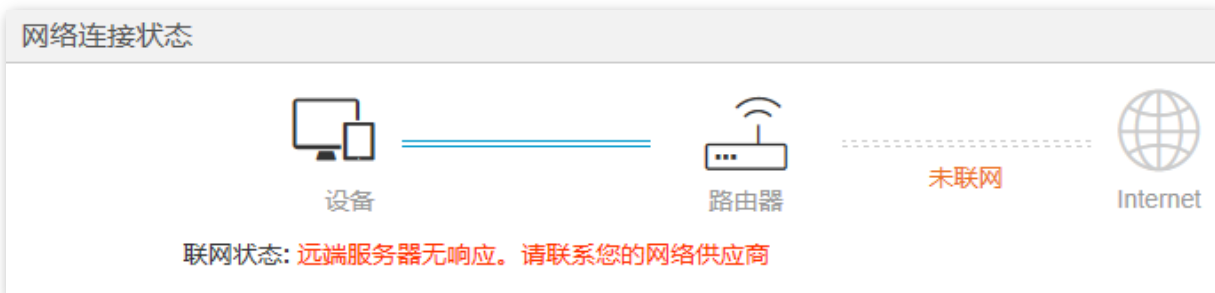 网络连接状态
未联网
设备
路由器
Internet
联网状态: 远端服务器无响应。请联系您的网络供应商